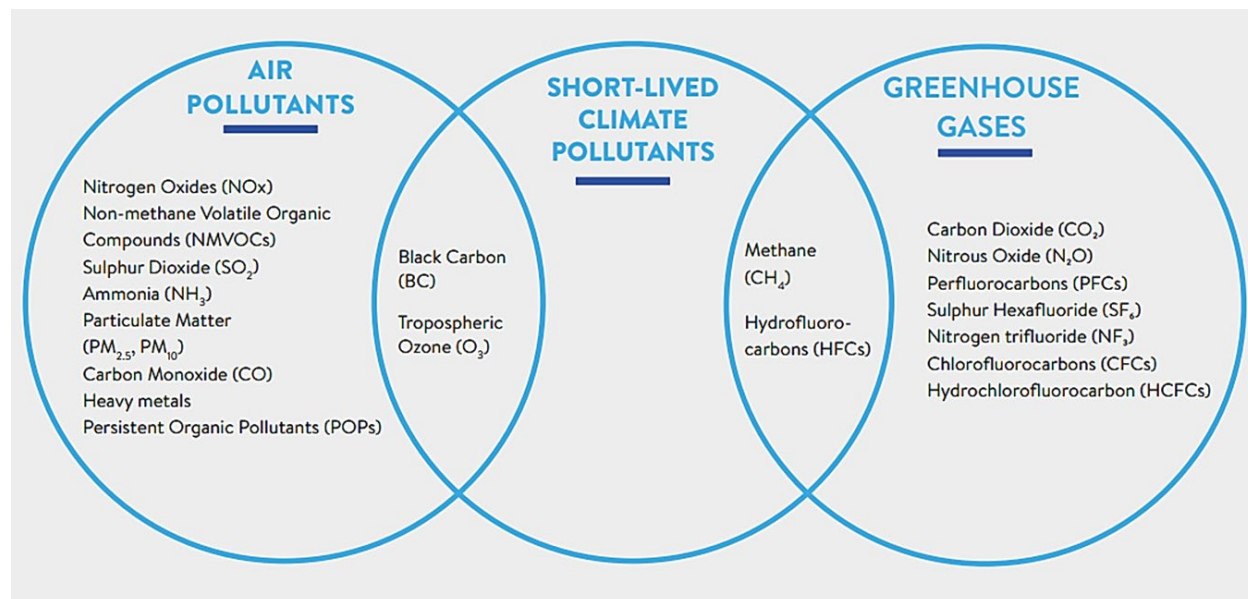 AIR
POLLUTANTS
Nitrogen Oxides (NOx)
Non-methane Volatile Organic
Compounds (NMVOCs)
Sulphur Dioxide (SO₂)
Ammonia (NH₃)
Particulate Matter
(PM₂.₅, PM₁₀)
Carbon Monoxide (CO)
Heavy metals
Persistent Organic Pollutants (POPs)
Black Carbon
(BC)
Tropospheric
Ozone (O₃)
SHORT-LIVED
CLIMATE
POLLUTANTS
Methane
(CH₄)
Hydrofluoro-
carbons (HFCs)
GREENHOUSE
GASES
Carbon Dioxide (CO₂)
Nitrous Oxide (N₂O)
Perfluorocarbons (PFCs)
Sulphur Hexafluoride (SF₆)
Nitrogen trifluoride (NF₃)
Chlorofluorocarbons (CFCs)
Hydrochlorofluorocarbon (HCFCs)